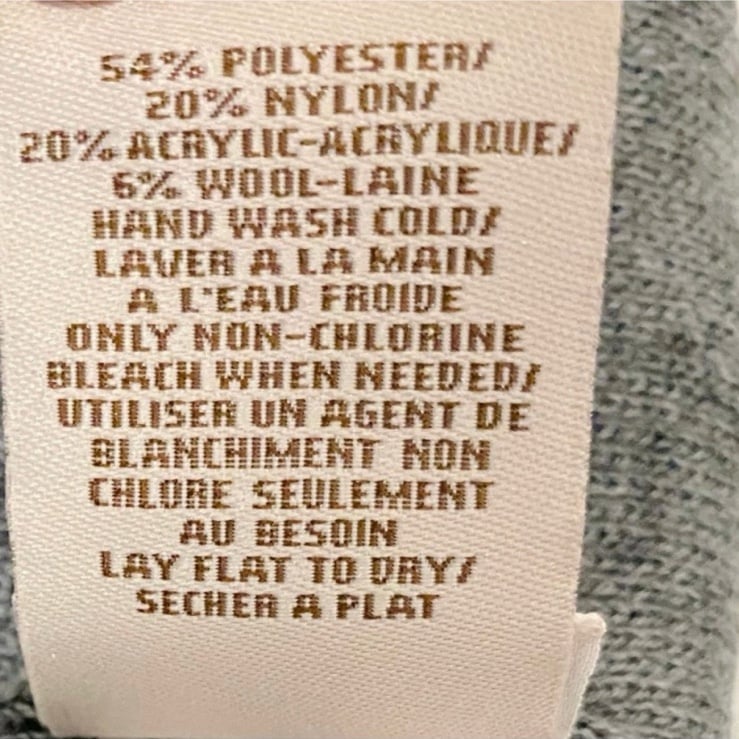 54% POLYESTER/
20% NYLON/
20% ACRYLIC-ACRYLIQUE/
6% WOOL-LAINE
HAND WASH COLD/
LAVER A LA MAIN
A L'EAU FROIDE
ONLY NON-CHLORINE
BLEACH WHEN NEEDED/
UTILISER UN AGENT DE
BLANCHIMENT NON
CHLORE SEULEMENT
AU BESOIN
LAY FLAT TO DRY/
SECHER A PLAT